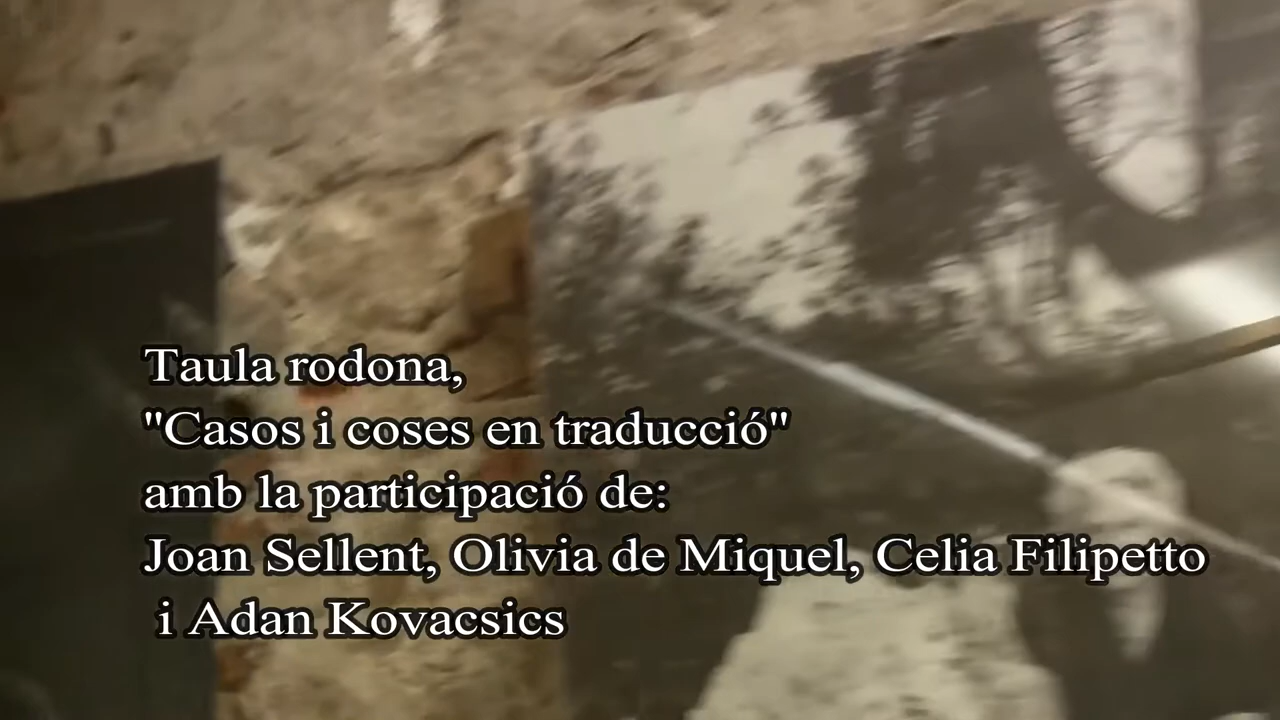 Taula rodona,
"Casos i coses en traducció"
amb la participació de:
Joan Sellent, Olivia de Miquel, Celia Filipetto
i Adan Kovacsics